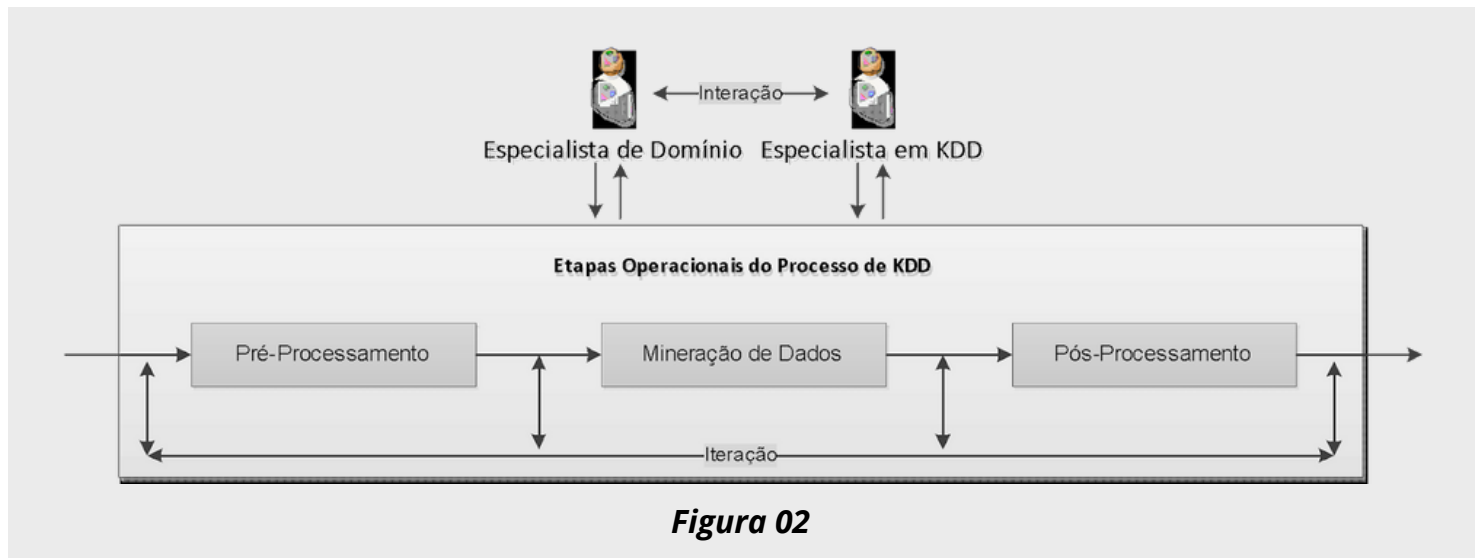 Interação
Especialista de Domínio Especialista em KDD
Etapas Operacionais do Processo de KDD
Pré-Processamento Mineração de Dados Pós-Processamento
Iteração
Figura 02